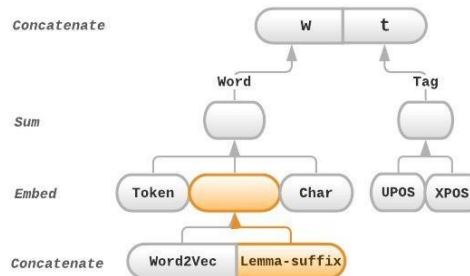 Concatenate w t
Word Tag
Sum
Embed Token Char UPOS XPOS
Concatenate Word2Vec Lemma-suffix